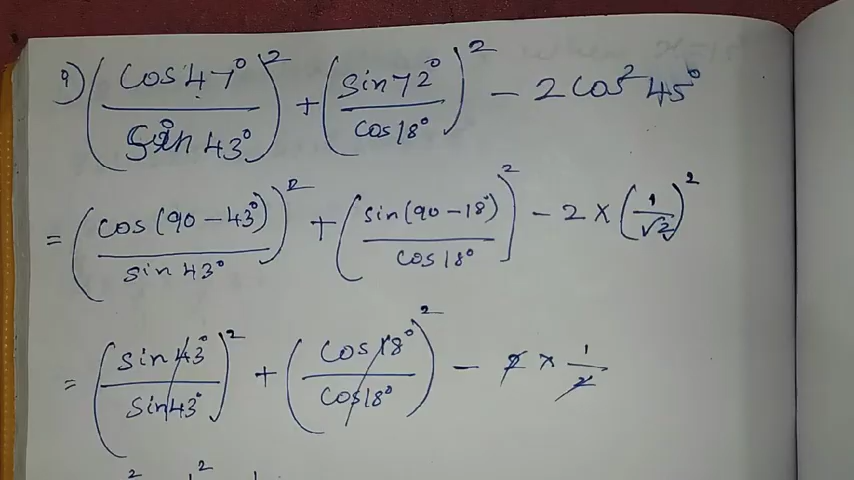 9) (cos 47°/sin 43°)² + (sin 72°/cos 18°)² - 2 cos² 45°
= (cos (90 - 43°)/sin 43°)² + (sin (90 - 18°)/cos 18°)² - 2 × (1/√2)²
= (sin 43°/sin 43°)² + (cos 18°/cos 18°)² - 2 × 1/2